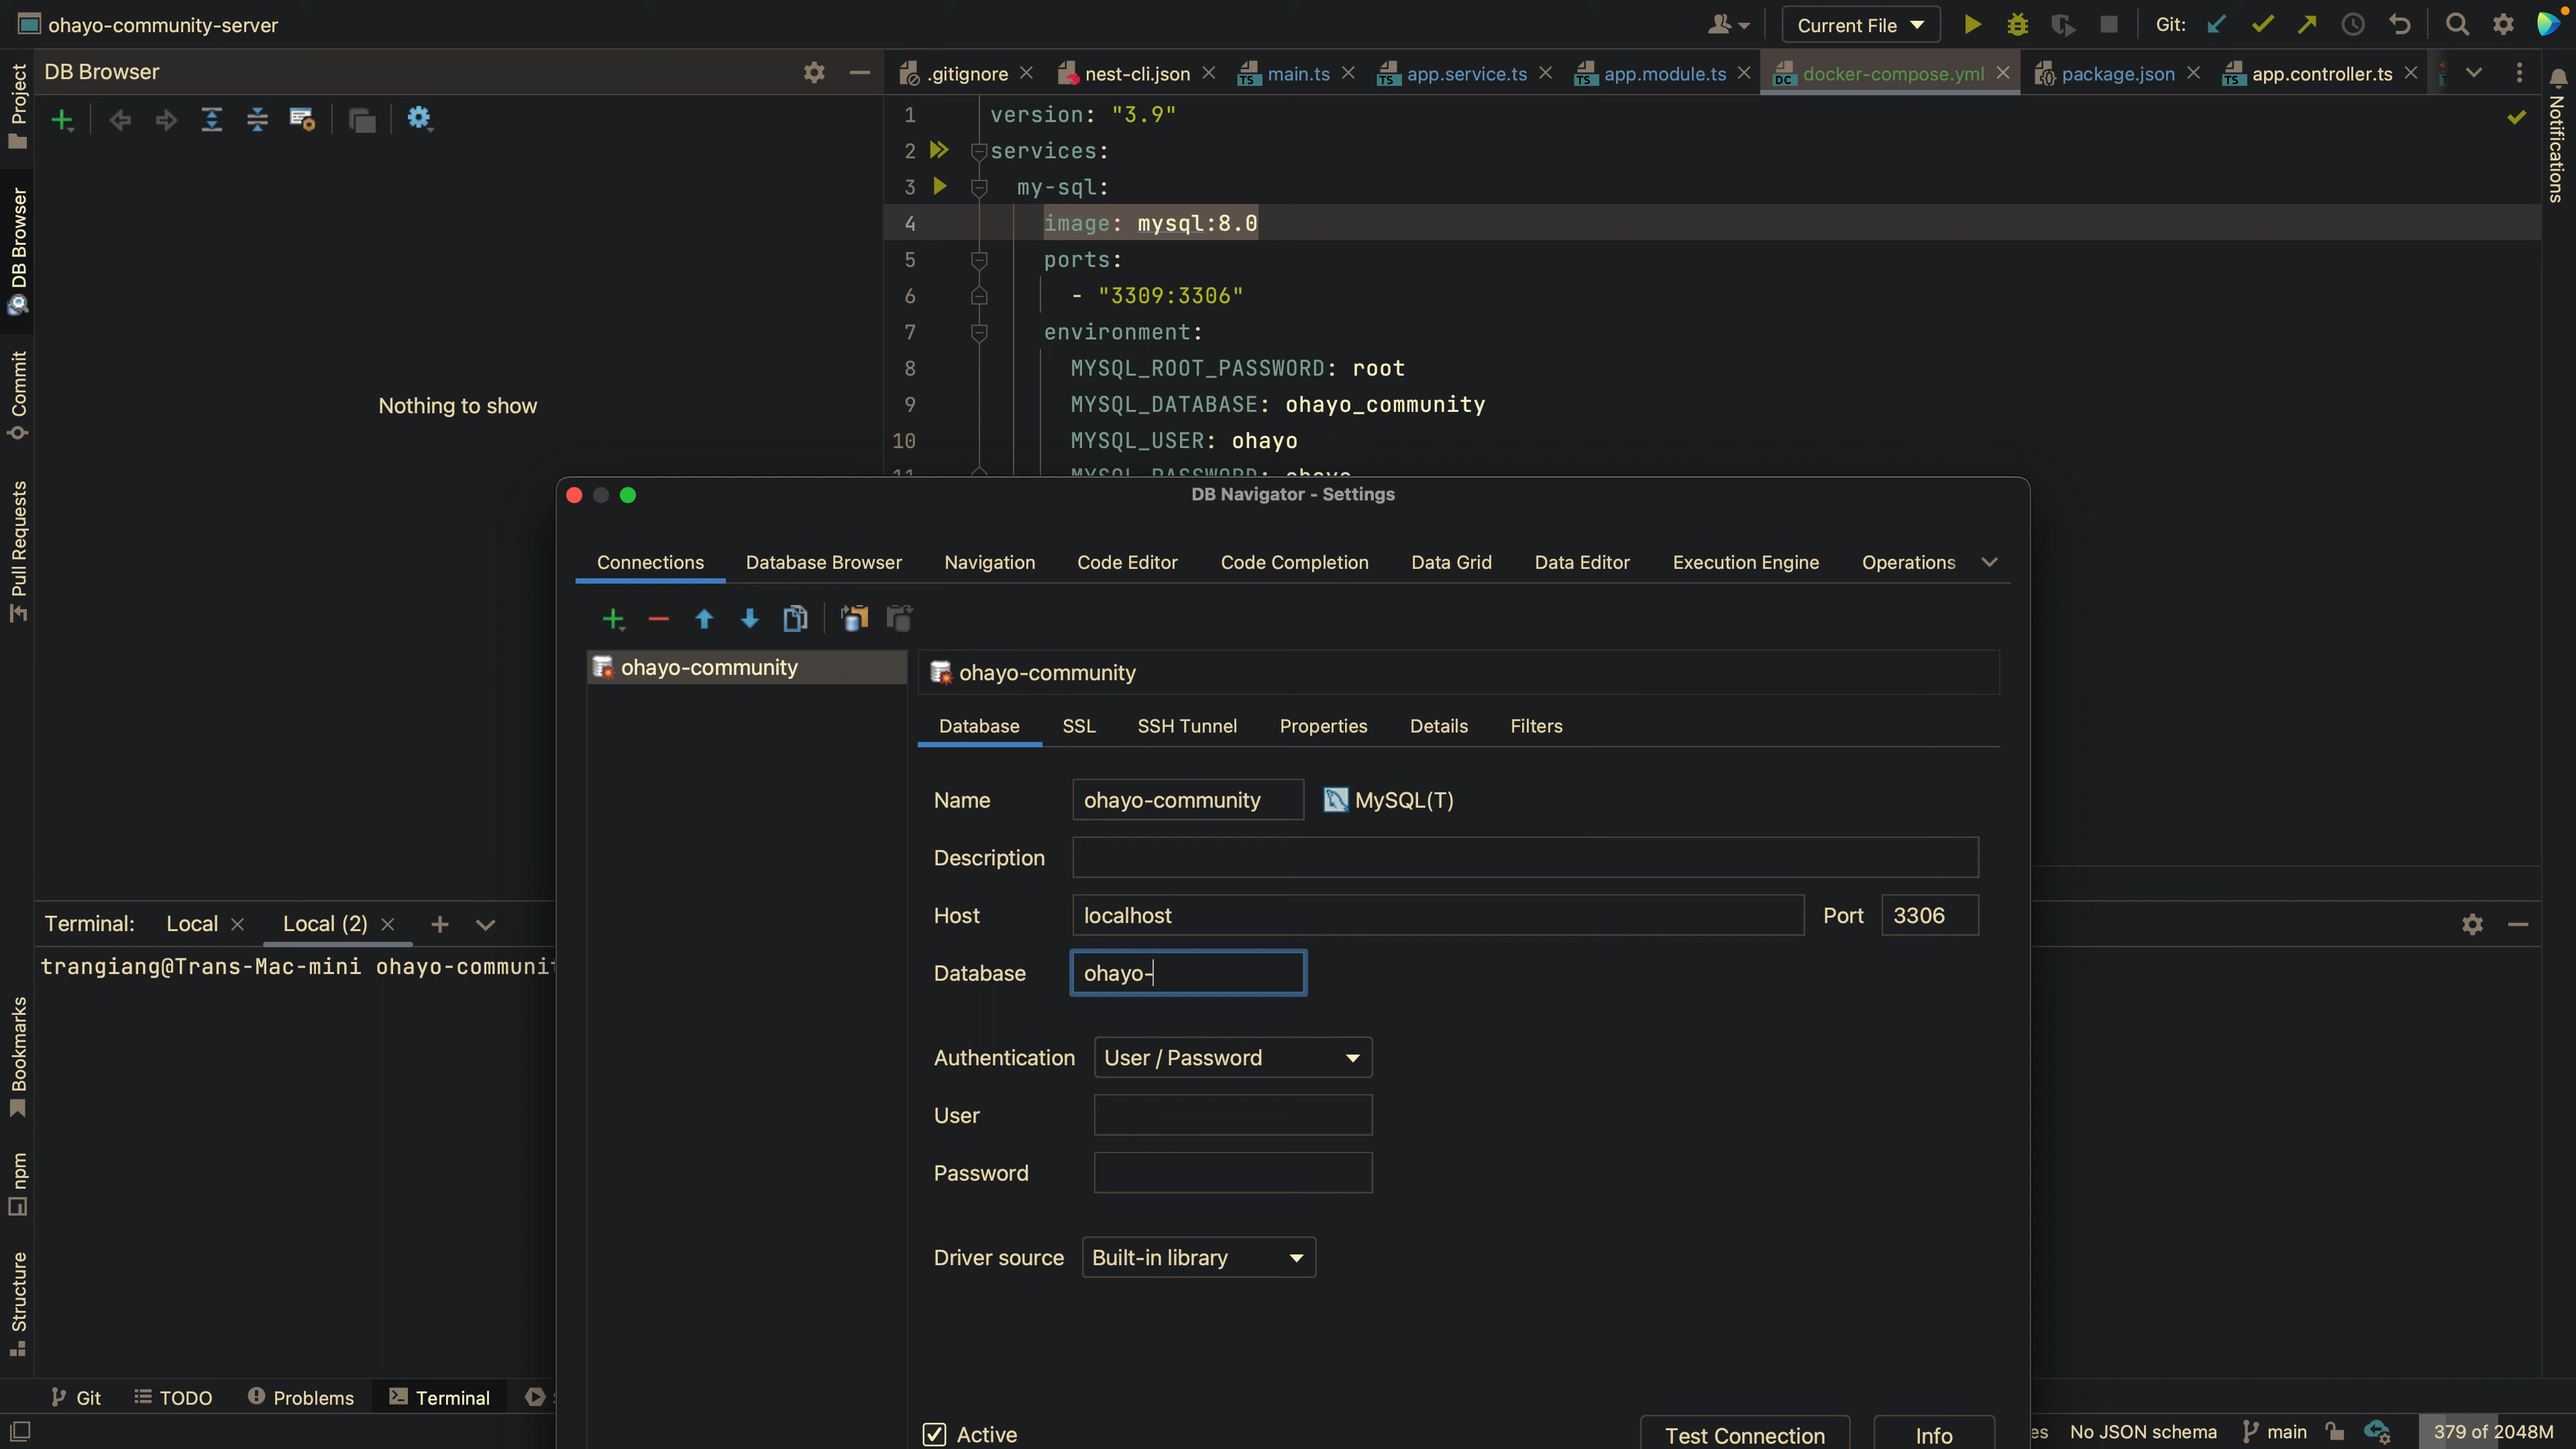 ohayo-community-server
Current File
Git:
Project
DB Browser
Commit
Pull Requests
Bookmarks
npm
Structure
Notifications
DB Browser
Nothing to show
.gitignore
nest-cli.json
main.ts
app.service.ts
app.module.ts
docker-compose.yml
package.json
app.controller.ts
1 version: "3.9"
2 services:
3 my-sql:
4 image: mysql:8.0
5 ports:
6 - "3309:3306"
7 environment:
8 MYSQL_ROOT_PASSWORD: root
9 MYSQL_DATABASE: ohayo_community
10 MYSQL_USER: ohayo
11 MYSQL_PASSWORD: ohayo
DB Navigator - Settings
Connections Database Browser Navigation Code Editor Code Completion Data Grid Data Editor Execution Engine Operations
ohayo-community
ohayo-community
Database SSL SSH Tunnel Properties Details Filters
Name ohayo-community MySQL(T)
Description
Host localhost Port 3306
Database ohayo-
Authentication User / Password
User
Password
Driver source Built-in library
Active Test Connection Info
Terminal: Local Local (2)
trangiang@Trans-Mac-mini ohayo-communit
Git TODO Problems Terminal
No JSON schema main 379 of 2048M